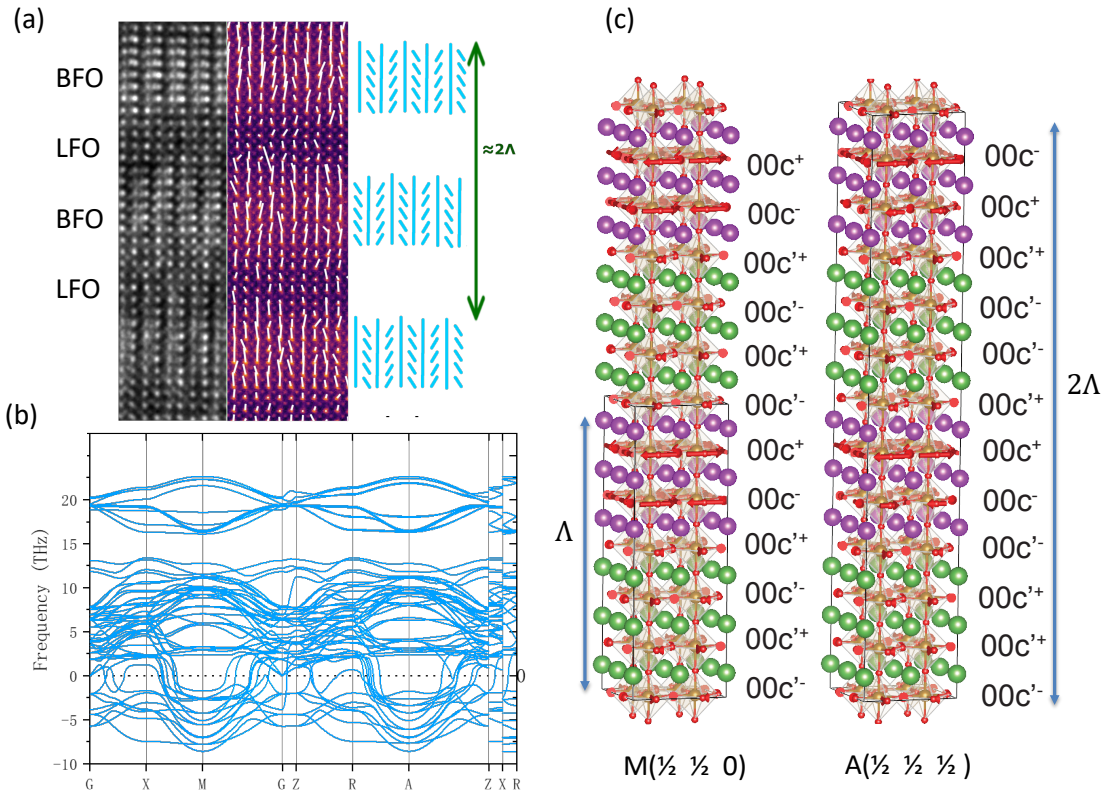 (a)
BFO
LFO
BFO
LFO
≈2Λ
(b)
Frequency (THz)
20
15
10
5
0
-5
-10
0
G X M G Z R A Z X R
(c)
00c⁺
00c⁻
00c'⁺
00c'⁻
00c'⁺
00c'⁻
00c⁺
00c⁻
00c'⁺
00c'⁻
00c'⁺
00c'⁻
Λ
M(½ ½ 0)
00c⁻
00c⁺
00c'⁺
00c'⁻
00c'⁻
00c'⁺
00c⁺
00c⁻
00c'⁻
00c'⁺
00c'⁺
00c'⁻
2Λ
A(½ ½ ½)